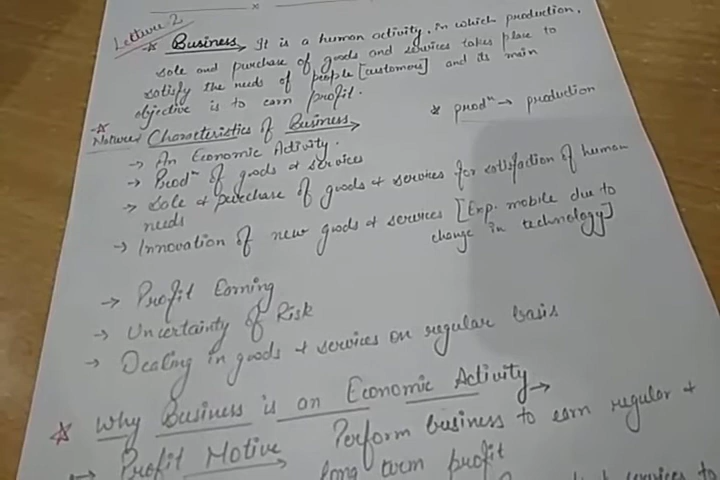 x
Lecture 2
☆ Business → It is a human activity, in which production,
sale and purchase of goods and services takes place to
satisfy the needs of people [customers] and its main
objective is to earn profit.
☆ * prodⁿ → production
Nature/ Characteristics of Business →
→ An Economic Activity.
→ Prodⁿ of goods & services
→ Sale & purchase of goods & services for satisfaction of human
needs
→ Innovation of new goods & services [Exp. mobile due to
change in technology]
→ Profit Earning
→ Uncertainty of Risk
→ Dealing in goods & services on regular basis
☆ Why Business is an Economic Activity →
→ Profit Motive → Perform business to earn regular &
long term profit
services to